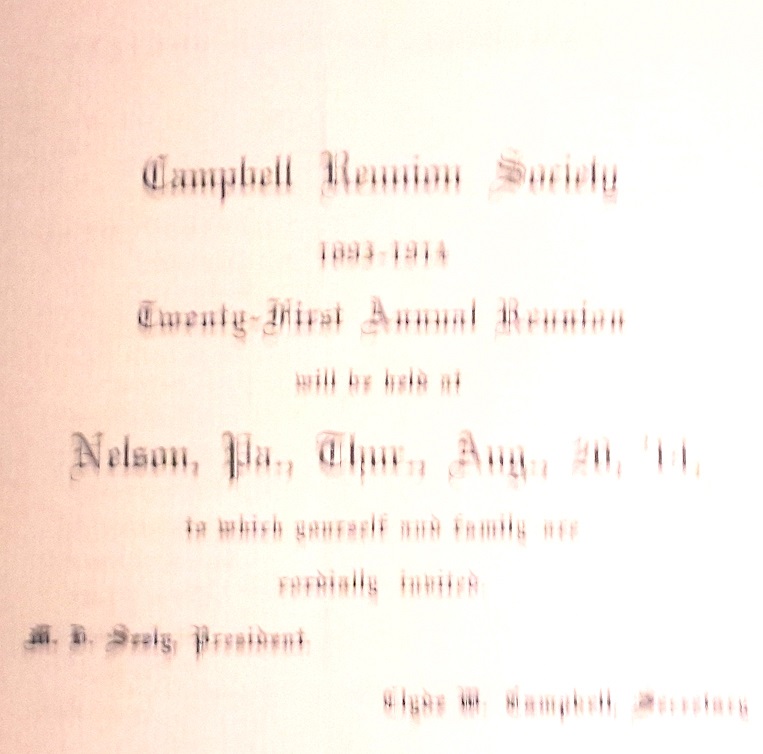 Campbell Reunion Society
1893-1914
Twenty-First Annual Reunion
will be held at
Nelson, Pa., Thur., Aug., 20, '14,
to which yourself and family are
cordially invited
Seely, President
Clyde W. Campbell, Secretary